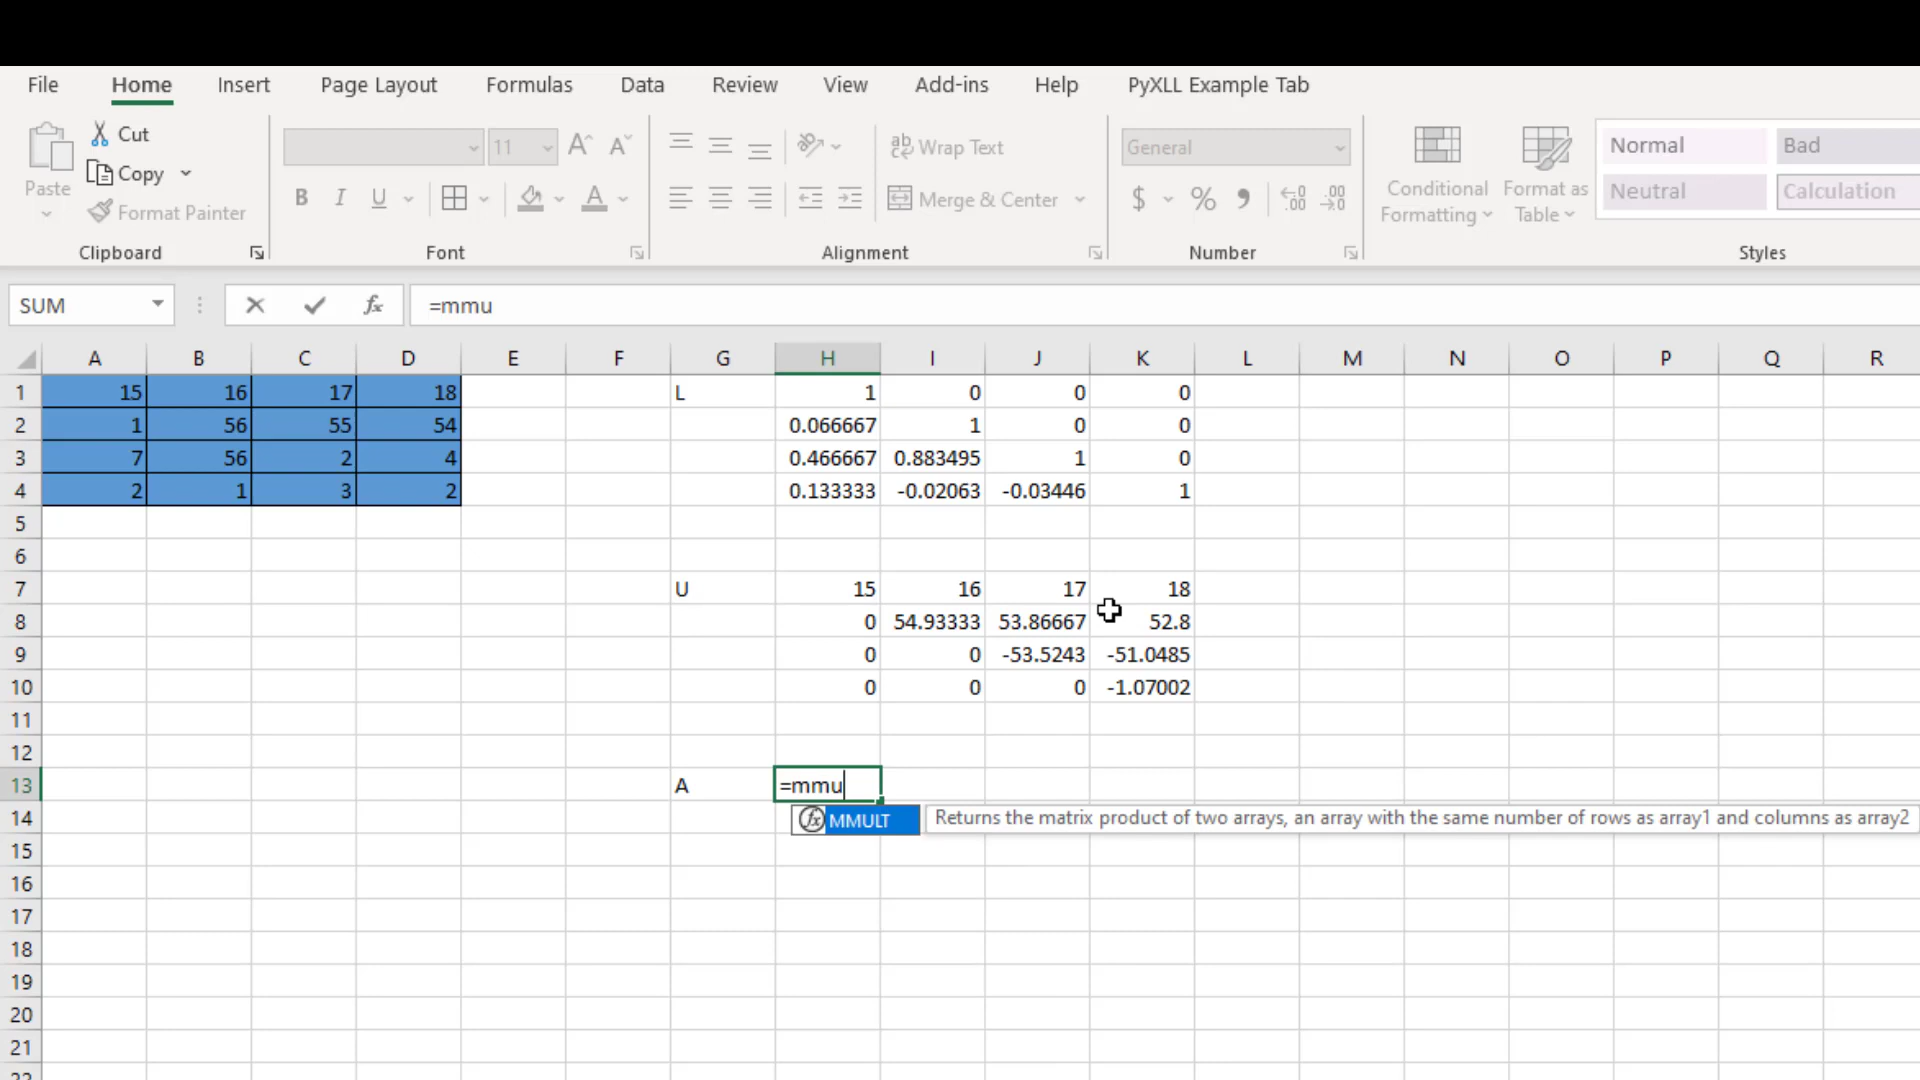 File Home Insert Page Layout Formulas Data Review View Add-ins Help PyXLL Example Tab
Paste Cut Copy Format Painter Clipboard
11 B I U A Font
ab Wrap Text Merge & Center Alignment
General $ % , .00 .00 Number
Conditional Formatting Format as Table Normal Bad Neutral Calculation Styles
SUM fx =mmu
A B C D E F G H I J K L M N O P Q R
1 15 16 17 18 L 1 0 0 0
2 1 56 55 54 0.066667 1 0 0
3 7 56 2 4 0.466667 0.883495 1 0
4 2 1 3 2 0.133333 -0.02063 -0.03446 1
5
6
7 U 15 16 17 18
8 0 54.93333 53.86667 52.8
9 0 0 -53.5243 -51.0485
10 0 0 0 -1.07002
11
12
13 A =mmu
14 fx MMULT Returns the matrix product of two arrays, an array with the same number of rows as array1 and columns as array2
15
16
17
18
19
20
21
22